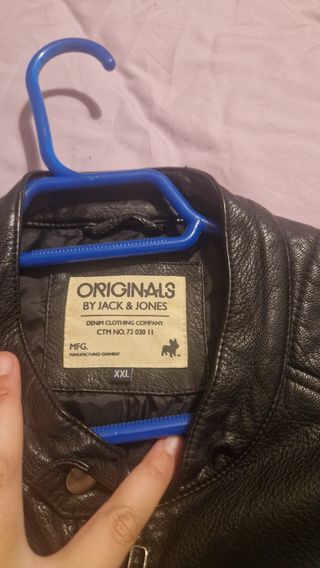 ORIGINALS
BY JACK & JONES
DENIM CLOTHING COMPANY
CTM NO. 72 030 11
MFG.
MANUFACTURED GARMENT
XXL